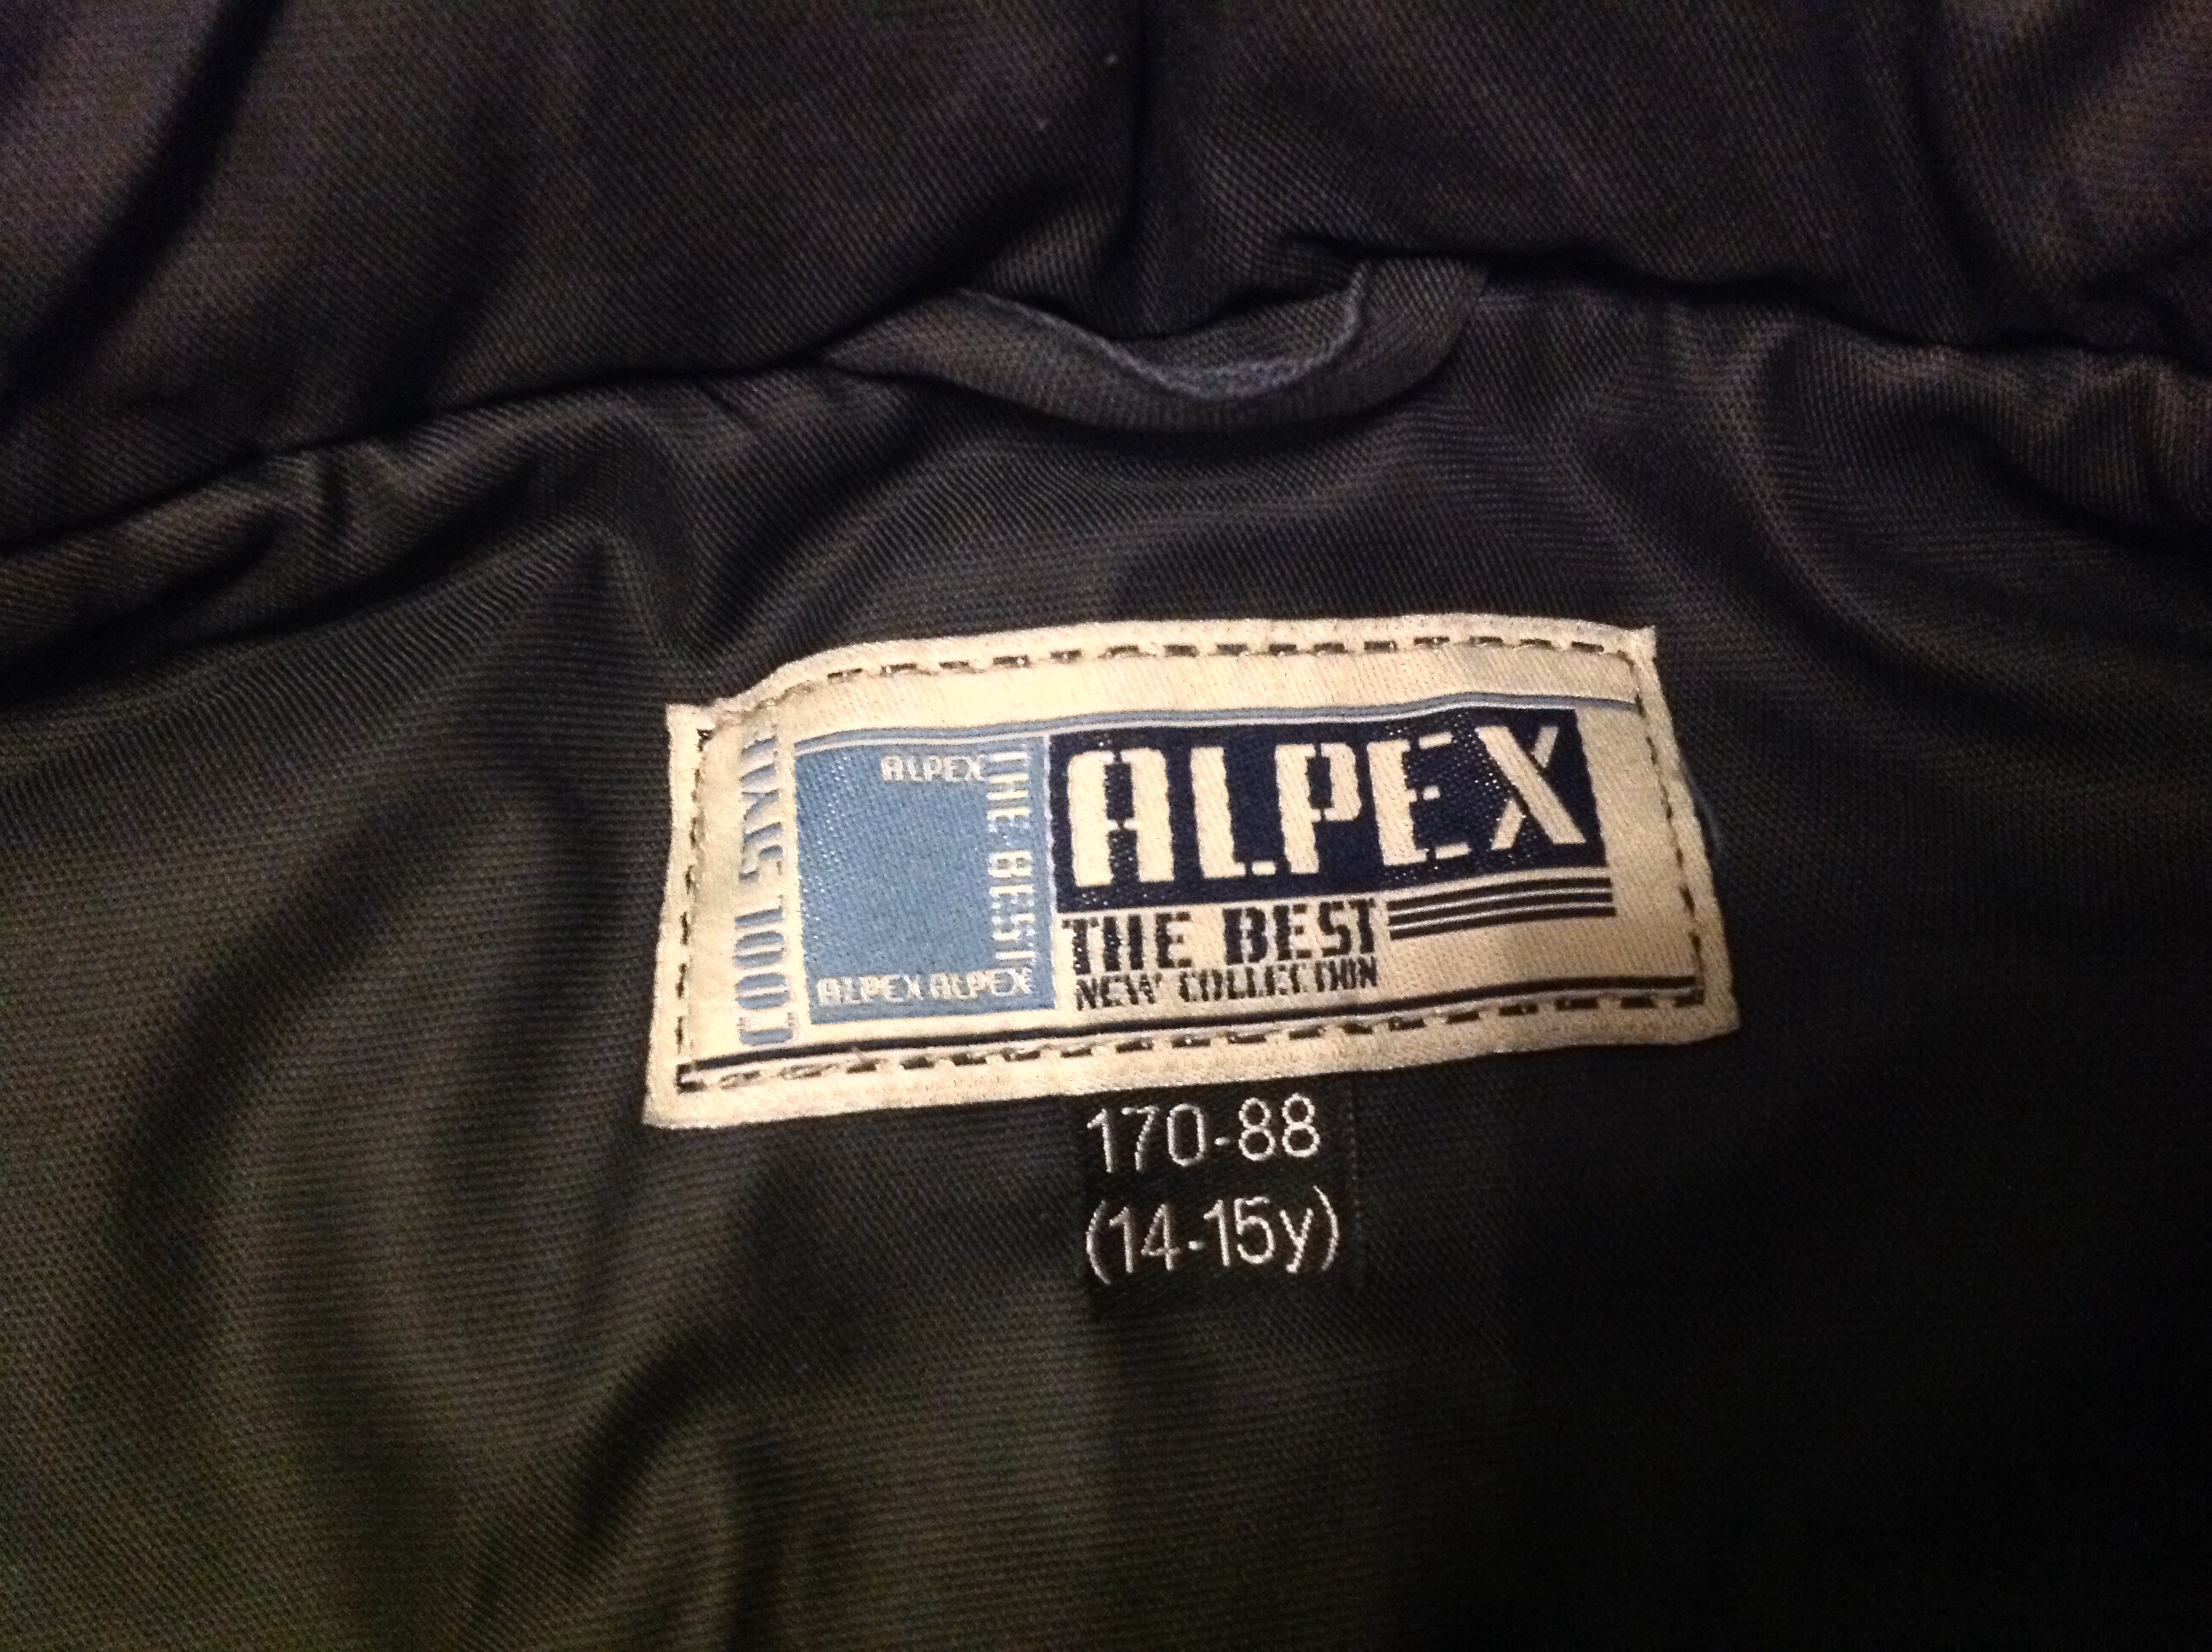 COOL STYLE
ALPEX
THE BEST
ALPEX ALPEX
ALPEX
THE BEST
NEW COLLECTION
170-88
(14-15y)